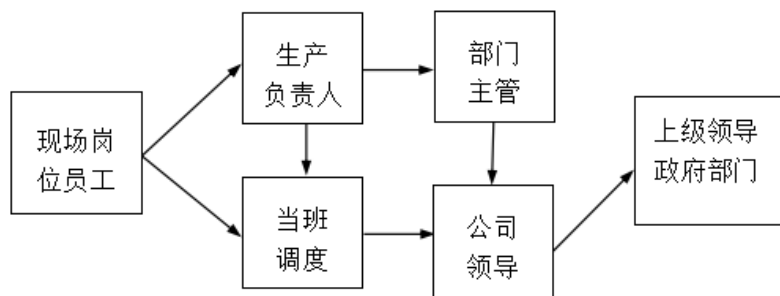 现场岗
位员工
生产
负责人
部门
主管
当班
调度
公司
领导
上级领导
政府部门